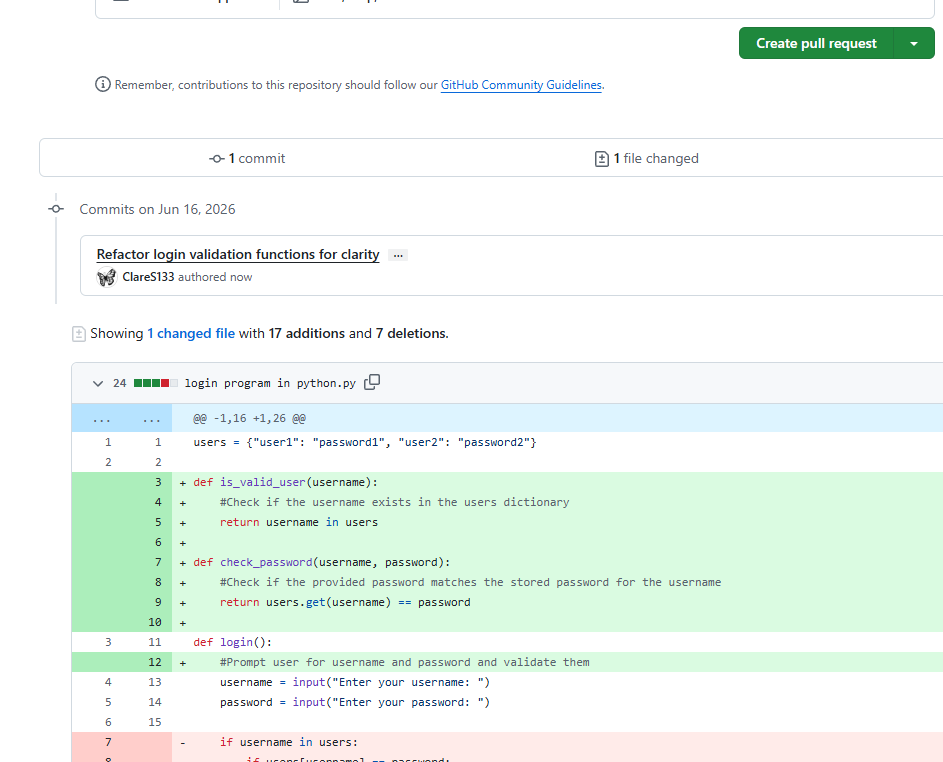 Create pull request
Remember, contributions to this repository should follow our GitHub Community Guidelines.
1 commit
1 file changed
Commits on Jun 16, 2026
Refactor login validation functions for clarity ...
ClareS133 authored now
Showing 1 changed file with 17 additions and 7 deletions.
24 login program in python.py
... ... @@ -1,16 +1,26 @@
1 1 users = {"user1": "password1", "user2": "password2"}
2 2
3 + def is_valid_user(username):
4 + #Check if the username exists in the users dictionary
5 + return username in users
6 +
7 + def check_password(username, password):
8 + #Check if the provided password matches the stored password for the username
9 + return users.get(username) == password
10 +
3 11 def login():
12 + #Prompt user for username and password and validate them
4 13 username = input("Enter your username: ")
5 14 password = input("Enter your password: ")
6 15
7 - if username in users:
8 if users[username] == password: